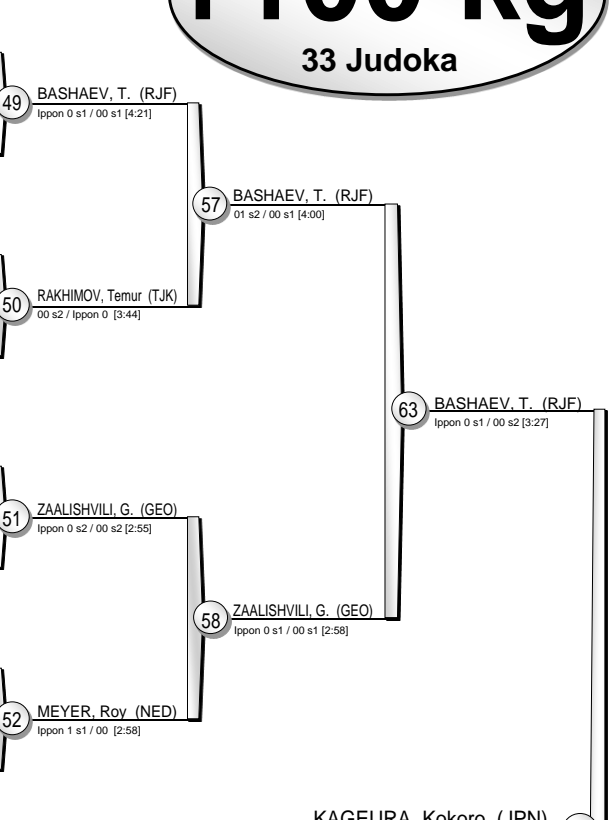 33 Judoka
49
BASHAEV, T. (RJF)
Ippon 0 s1 / 00 s1 [4:21]
57
BASHAEV, T. (RJF)
01 s2 / 00 s1 [4:00]
50
RAKHIMOV, Temur (TJK)
00 s2 / Ippon 0 [3:44]
63
BASHAEV, T. (RJF)
Ippon 0 s1 / 00 s2 [3:27]
51
ZAALISHVILI, G. (GEO)
Ippon 0 s2 / 00 s2 [2:55]
58
ZAALISHVILI, G. (GEO)
Ippon 0 s1 / 00 s1 [2:58]
52
MEYER, Roy (NED)
Ippon 1 s1 / 00 [2:58]
KAGEURA, Kokoro (JPN)